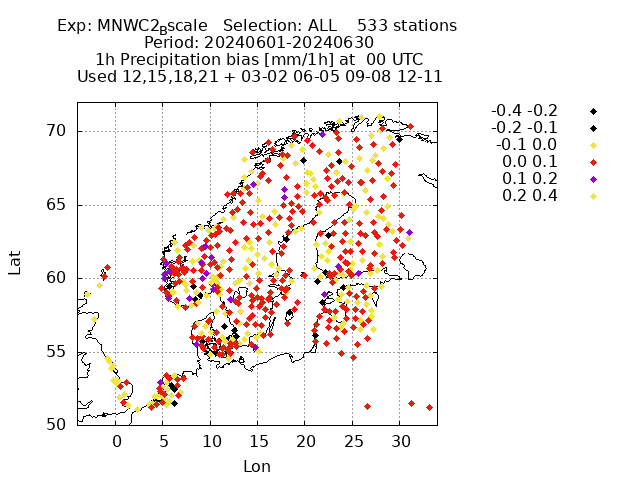 Exp: MNWC2_Bscale   Selection: ALL    533 stations
Period: 20240601-20240630
1h Precipitation bias [mm/1h] at  00 UTC
Used 12,15,18,21 + 03-02 06-05 09-08 12-11
-0.4 -0.2
-0.2 -0.1
-0.1 0.0
0.0 0.1
0.1 0.2
0.2 0.4
70
65
60
55
50
Lat
0 5 10 15 20 25 30
Lon